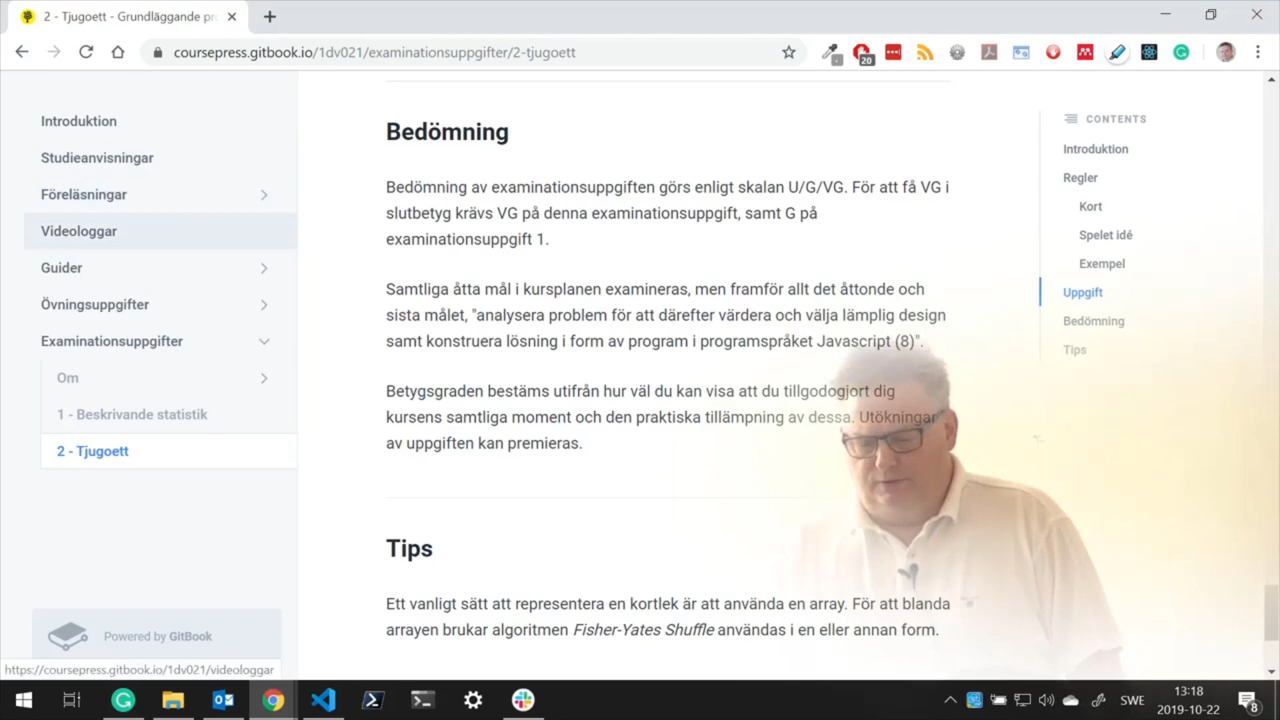 2 - Tjugoett - Grundläggande pr
coursepress.gitbook.io/1dv021/examinationsuppgifter/2-tjugoett
20
Introduktion
Studieanvisningar
Föreläsningar
Videologgar
Guider
Övningsuppgifter
Examinationsuppgifter
Om
1 - Beskrivande statistik
2 - Tjugoett
Powered by GitBook
https://coursepress.gitbook.io/1dv021/videologgar
Bedömning
Bedömning av examinationsuppgiften görs enligt skalan U/G/VG. För att få VG i
slutbetyg krävs VG på denna examinationsuppgift, samt G på
examinationsuppgift 1.
Samtliga åtta mål i kursplanen examineras, men framför allt det åttonde och
sista målet, "analysera problem för att därefter värdera och välja lämplig design
samt konstruera lösning i form av program i programspråket Javascript (8)".
Betygsgraden bestäms utifrån hur väl du kan visa att du tillgodogjort dig
kursens samtliga moment och den praktiska tillämpning av dessa. Utökningar
av uppgiften kan premieras.
Tips
Ett vanligt sätt att representera en kortlek är att använda en array. För att blanda
arrayen brukar algoritmen Fisher-Yates Shuffle användas i en eller annan form.
CONTENTS
Introduktion
Regler
Kort
Spelet idé
Exempel
Uppgift
Bedömning
Tips
SWE
13:18
2019-10-22
8